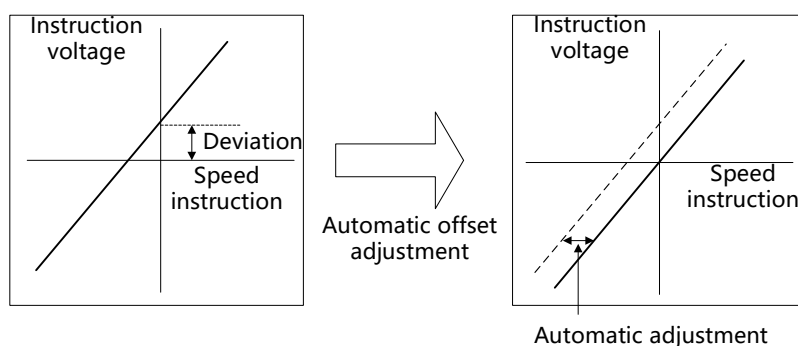 Instruction
voltage
Deviation
Speed
instruction
Automatic offset
adjustment
Instruction
voltage
Speed
instruction
Automatic adjustment